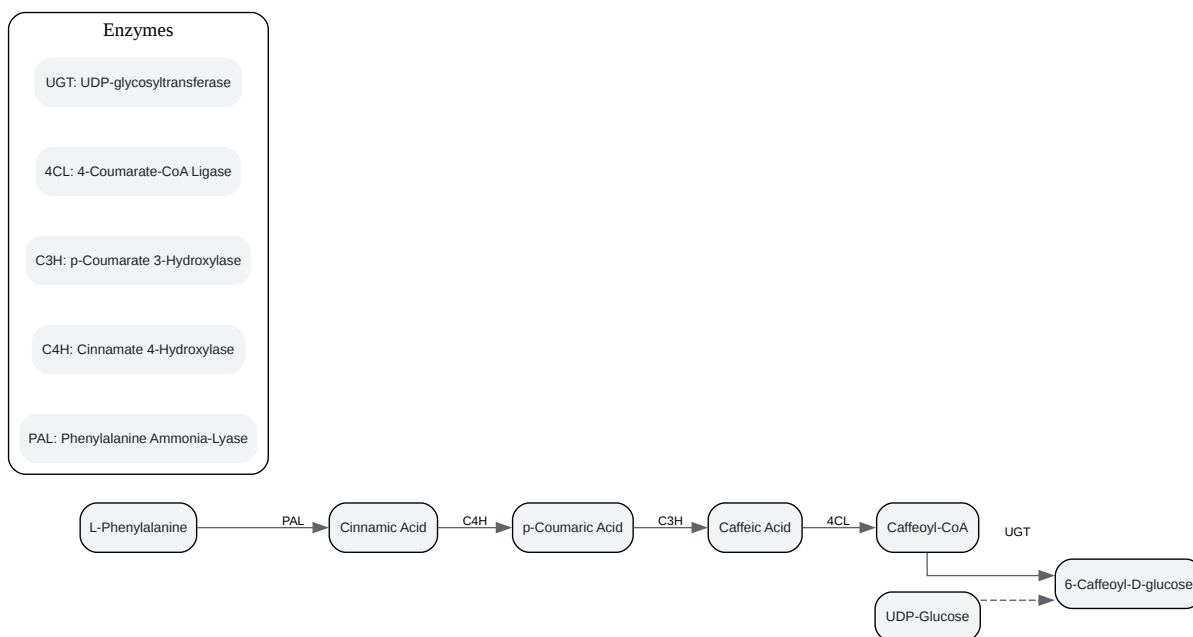 Enzymes
UGT: UDP-glycosyltransferase
4CL: 4-Coumarate-CoA Ligase
C3H: p-Coumarate 3-Hydroxylase
C4H: Cinnamate 4-Hydroxylase
PAL: Phenylalanine Ammonia-Lyase
L-Phenylalanine
PAL
Cinnamic Acid
C4H
p-Coumaric Acid
C3H
Caffeic Acid
4CL
Caffeoyl-CoA
UGT
6-Caffeoyl-D-glucose
UDP-Glucose